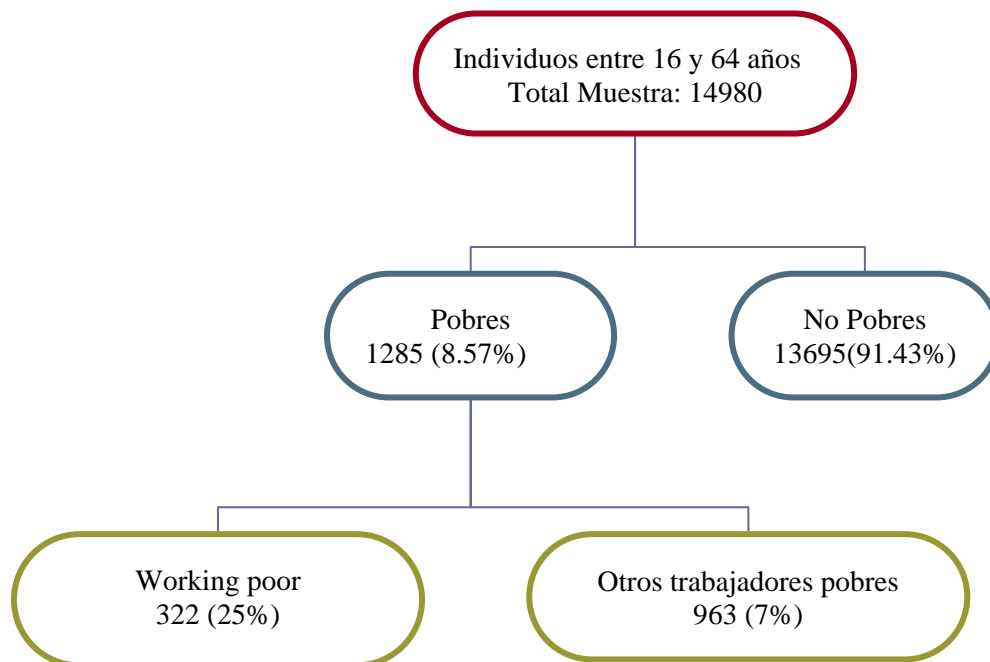 Individuos entre 16 y 64 años
Total Muestra: 14980
Pobres
1285 (8.57%)
No Pobres
13695(91.43%)
Working poor
322 (25%)
Otros trabajadores pobres
963 (7%)